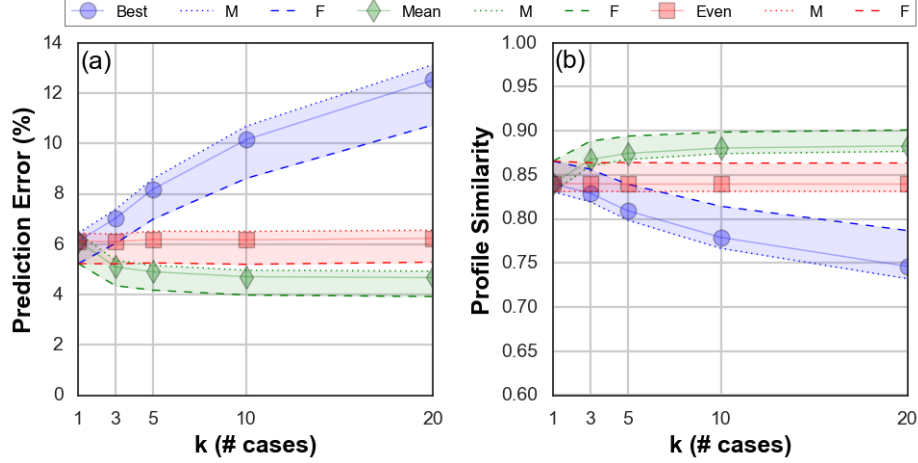 Best M F Mean M F Even M F
(a)
14
12
10
8
6
4
2
0
Prediction Error (%)
1 3 5 10 20
k (# cases)
(b)
1.00
0.95
0.90
0.85
0.80
0.75
0.70
0.65
0.60
Profile Similarity
1 3 5 10 20
k (# cases)